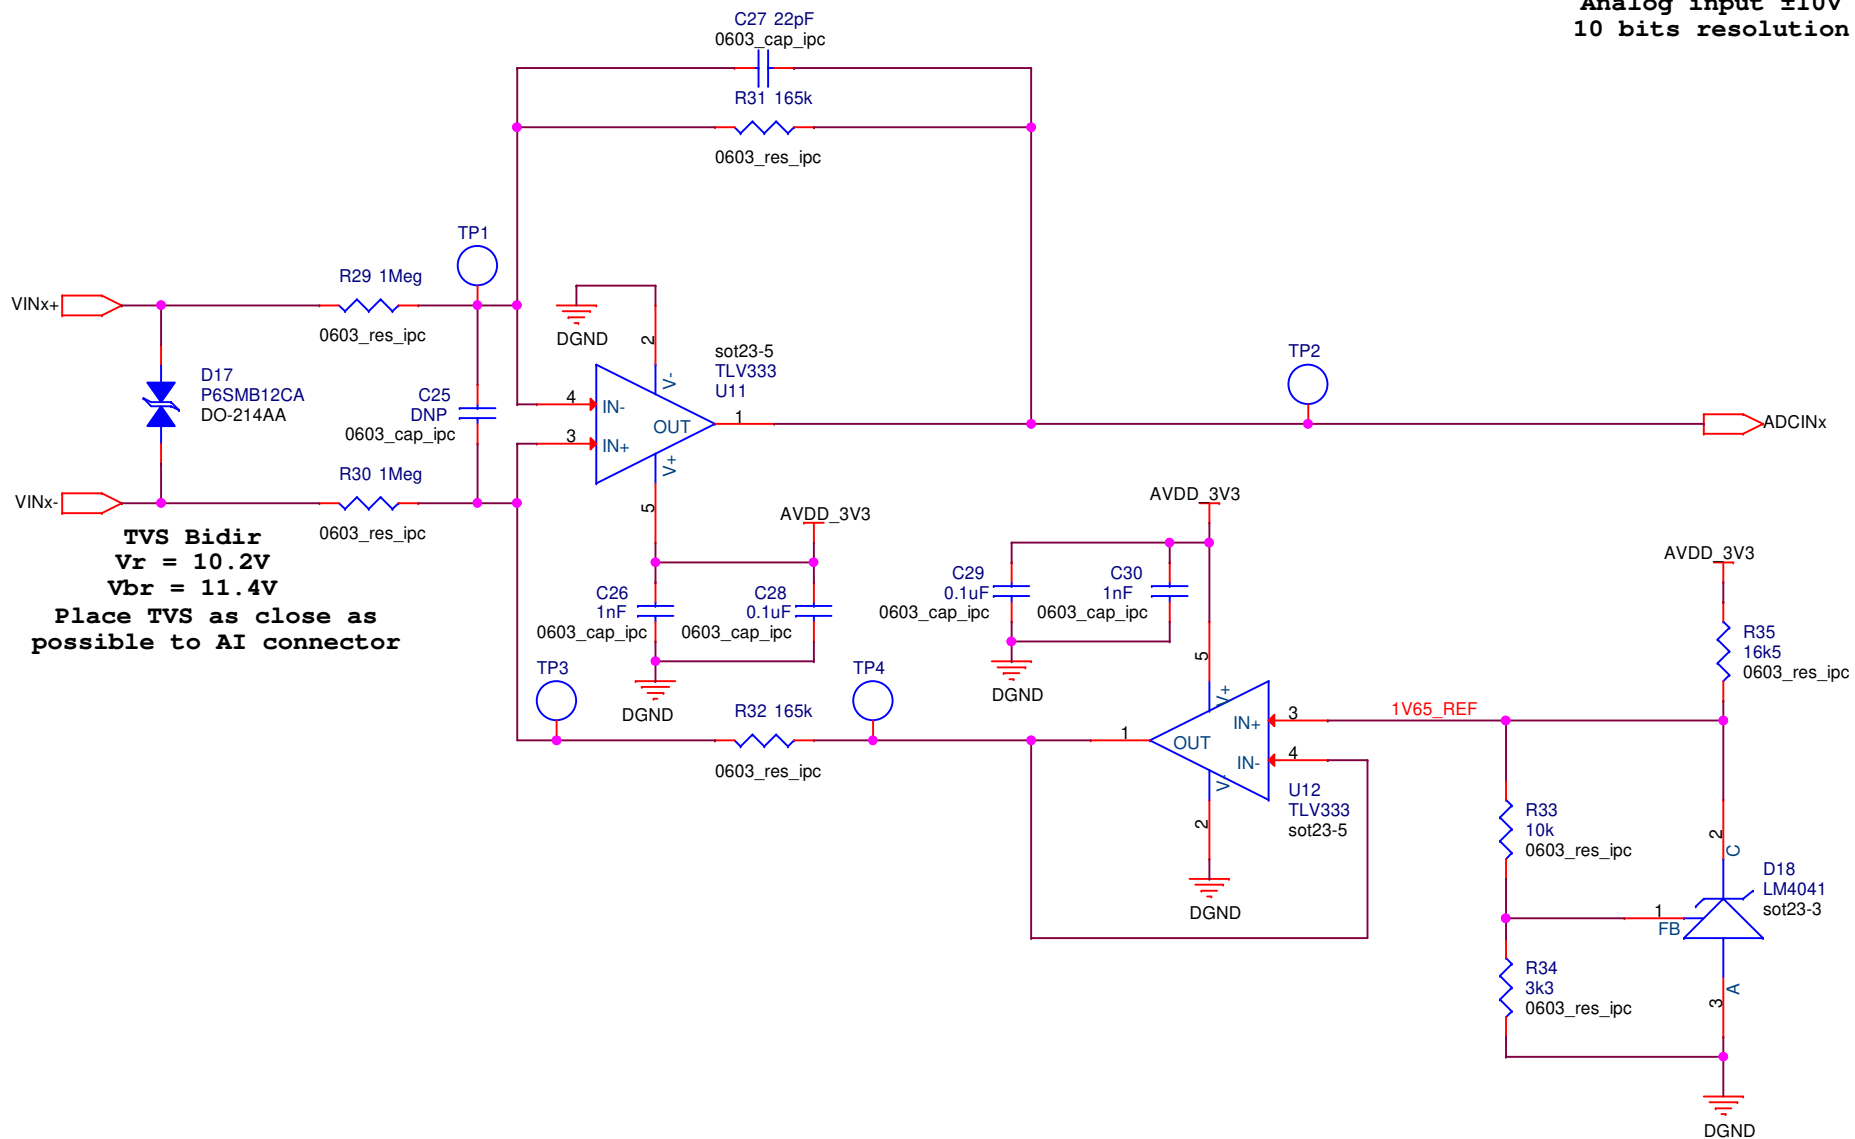 Analog input ±10V
10 bits resolution
C27 22pF
0603_cap_ipc
R31 165k
0603_res_ipc
TP1
R29 1Meg
0603_res_ipc
VINx+
DGND
2
V-
sot23-5
TLV333
U11
TP2
D17
P6SMB12CA
DO-214AA
C25
DNP
0603_cap_ipc
4
IN-
3
IN+
OUT
1
V+
5
ADCINx
R30 1Meg
0603_res_ipc
VINx-
TVS Bidir
Vr = 10.2V
Vbr = 11.4V
Place TVS as close as
possible to AI connector
AVDD_3V3
C26
1nF
0603_cap_ipc
C28
0.1uF
0603_cap_ipc
DGND
AVDD_3V3
C29
0.1uF
0603_cap_ipc
C30
1nF
0603_cap_ipc
DGND
AVDD_3V3
R35
16k5
0603_res_ipc
TP3
R32 165k
0603_res_ipc
TP4
1
OUT
5
V+
IN+
3
IN-
4
V-
2
U12
TLV333
sot23-5
DGND
1V65_REF
R33
10k
0603_res_ipc
2
C
D18
LM4041
sot23-3
1
FB
R34
3k3
0603_res_ipc
3
A
DGND